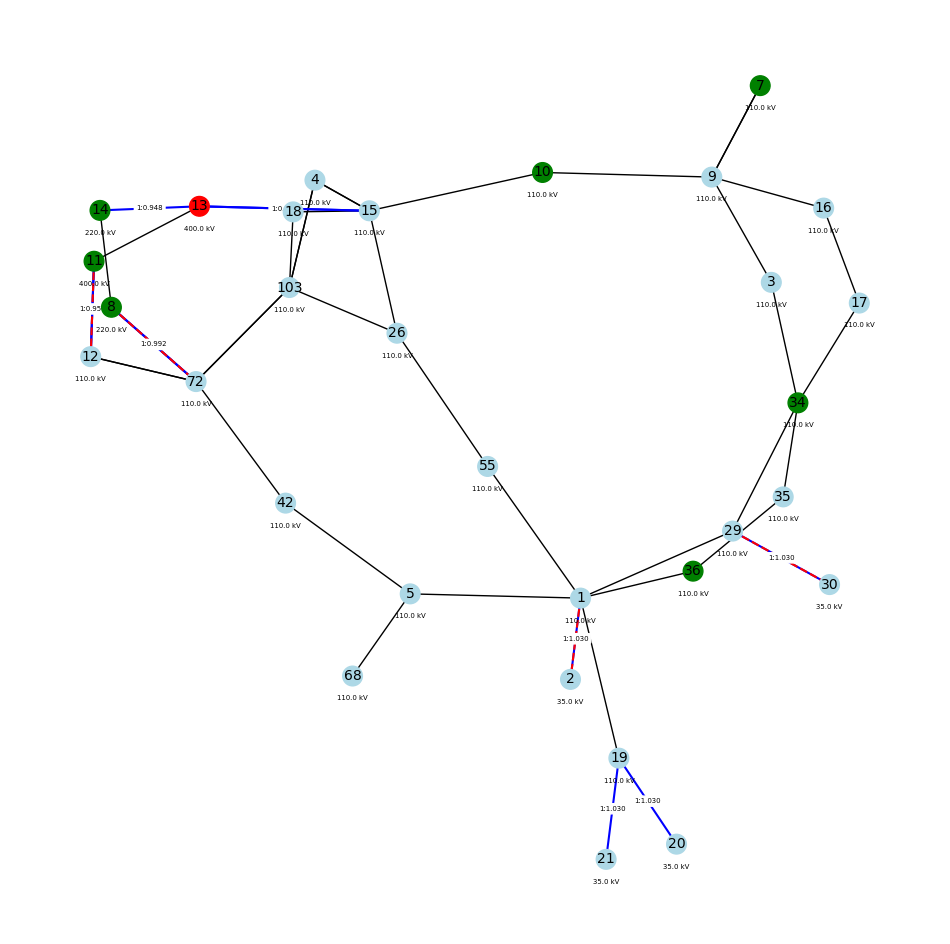 7
110.0 kV
10
110.0 kV
9
110.0 kV
4
110.0 kV
16
110.0 kV
14
220.0 kV
1:0.948
13
400.0 kV
18
110.0 kV
15
110.0 kV
11
400.0 kV
3
110.0 kV
103
110.0 kV
17
110.0 kV
8
220.0 kV
26
110.0 kV
1:0.992
12
110.0 kV
72
110.0 kV
34
110.0 kV
55
110.0 kV
35
110.0 kV
42
110.0 kV
29
110.0 kV
1:1.030
36
110.0 kV
30
35.0 kV
5
110.0 kV
1
110.0 kV
1:1.030
68
110.0 kV
2
35.0 kV
19
110.0 kV
1:1.030
1:1.030
20
35.0 kV
21
35.0 kV